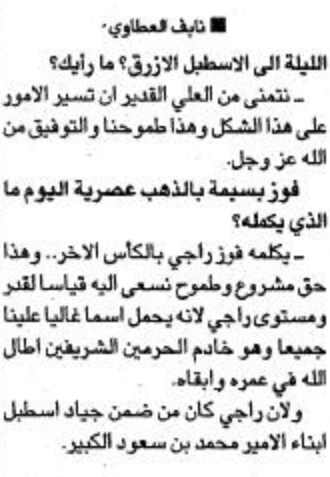 ■ نايف العطاوي.
الليلة الى الاسطبل الازرق؟ ما رأيك؟
ـ نتمنى من العلي القدير ان تسير الامور
على هذا الشكل وهذا طموحنا والتوفيق من
الله عز وجل.
فوز بسيمة بالذهب عصرية اليوم ما
الذي يكمله؟
ـ يكلمه فوز راجي بالكأس الاخر.. وهذا
حق مشروع وطموح نسعى اليه قياسا لقدر
ومستوى راجي لانه يحمل اسما غاليا علينا
جميعا وهو خادم الحرمين الشريفين اطال
الله في عمره وابقاه.
ولان راجي كان من ضمن جياد اسطبل
ابناء الامير محمد بن سعود الكبير.